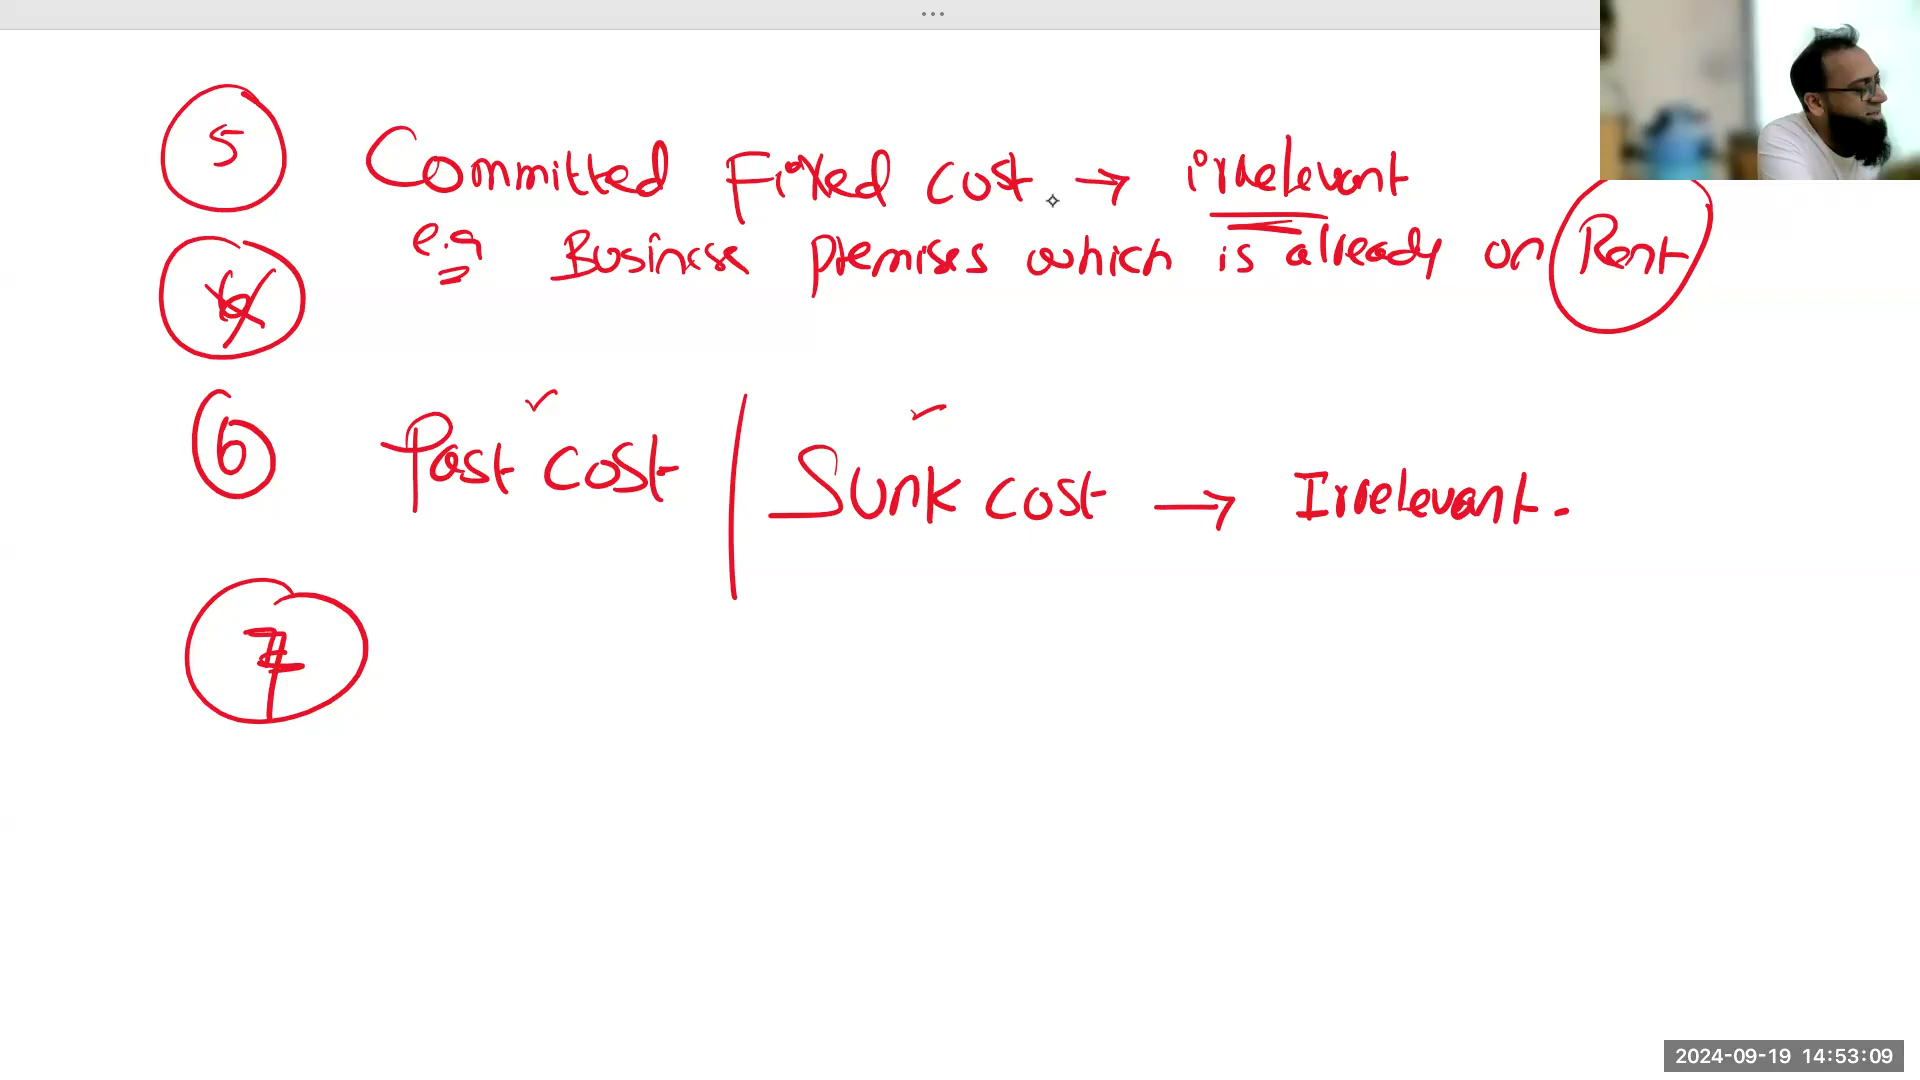 5 Committed Fixed cost → irrelevant
e.g Business premises which is already on Rent
6
6 Past cost | Sunk cost → Irrelevant.
7
2024-09-19 14:53:09